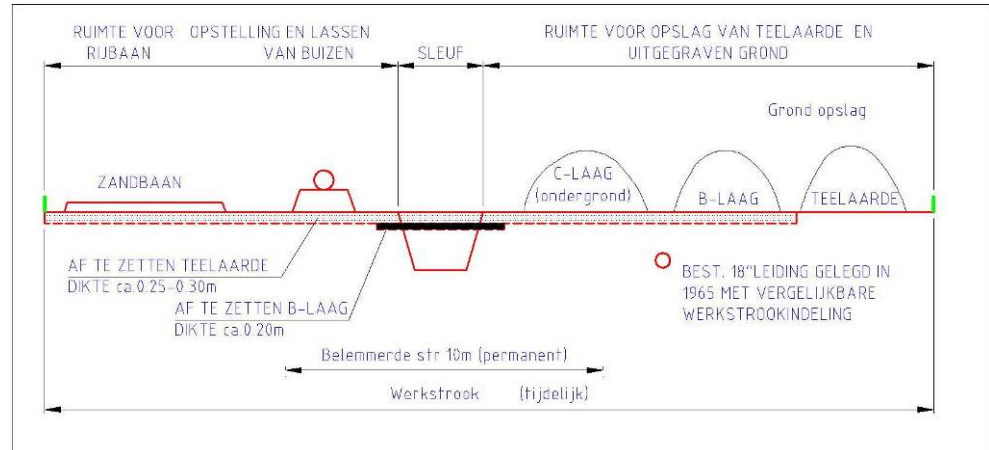 RUIMTE VOOR OPSTELLING EN LASSEN
RIJBAAN VAN BUIZEN
SLEUF
RUIMTE VOOR OPSLAG VAN TEELAARDE EN
UITGEGRAVEN GROND
Grond opslag
ZANDBAAN
C-LAAG
(ondergrond)
B-LAAG
TEELAARDE
AF TE ZETTEN TEELAARDE
DIKTE ca.0.25-0.30m
AF TE ZETTEN B-LAAG
DIKTE ca.0.20m
BEST. 18"LEIDING GELEGD IN
1965 MET VERGELIJKBARE
WERKSTROOKINDELING
Belemmerde str 10m (permanent)
Werkstrook (tijdelijk)